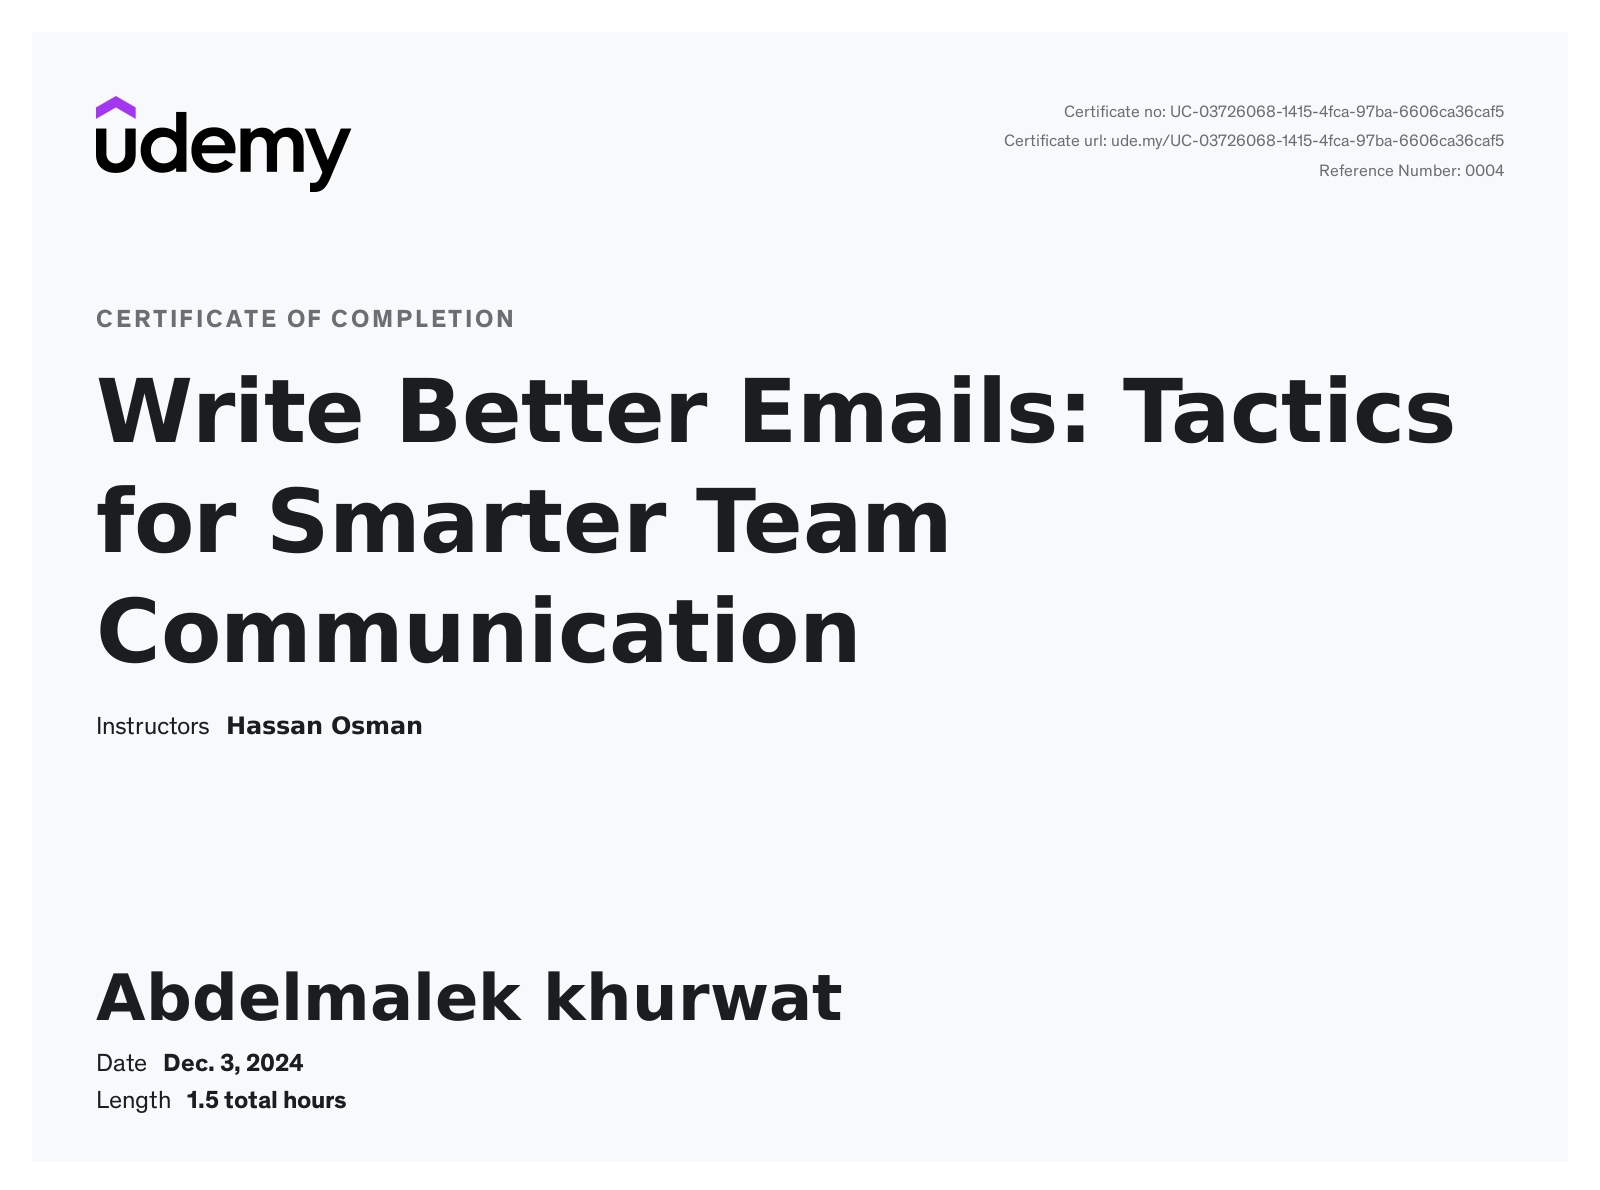 udemy
Certificate no: UC-03726068-1415-4fca-97ba-6606ca36caf5
Certificate url: ude.my/UC-03726068-1415-4fca-97ba-6606ca36caf5
Reference Number: 0004
CERTIFICATE OF COMPLETION
Write Better Emails: Tactics
for Smarter Team
Communication
Instructors Hassan Osman
Abdelmalek khurwat
Date Dec. 3, 2024
Length 1.5 total hours